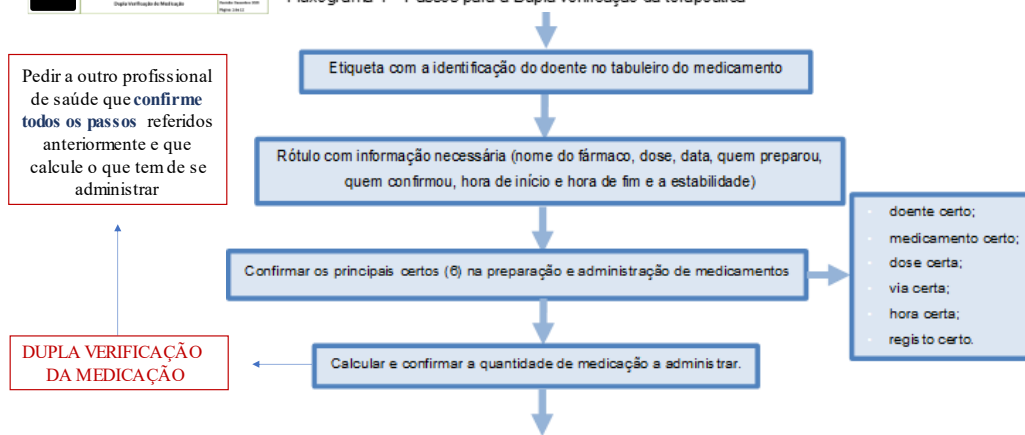 Dupla Verificação da Medicação
Fluxograma 1 - Passos para a Dupla verificação da terapêutica
Etiqueta com a identificação do doente no tabuleiro do medicamento
Pedir a outro profissional
de saúde que confirme
todos os passos referidos
anteriormente e que
calcule o que tem de se
administrar
Rótulo com informação necessária (nome do fármaco, dose, data, quem preparou,
quem confirmou, hora de início e hora de fim e a estabilidade)
Confirmar os principais certos (6) na preparação e administração de medicamentos
doente certo;
medicamento certo;
dose certa;
via certa;
hora certa;
registo certo.
DUPLA VERIFICAÇÃO
DA MEDICAÇÃO
Calcular e confirmar a quantidade de medicação a administrar.